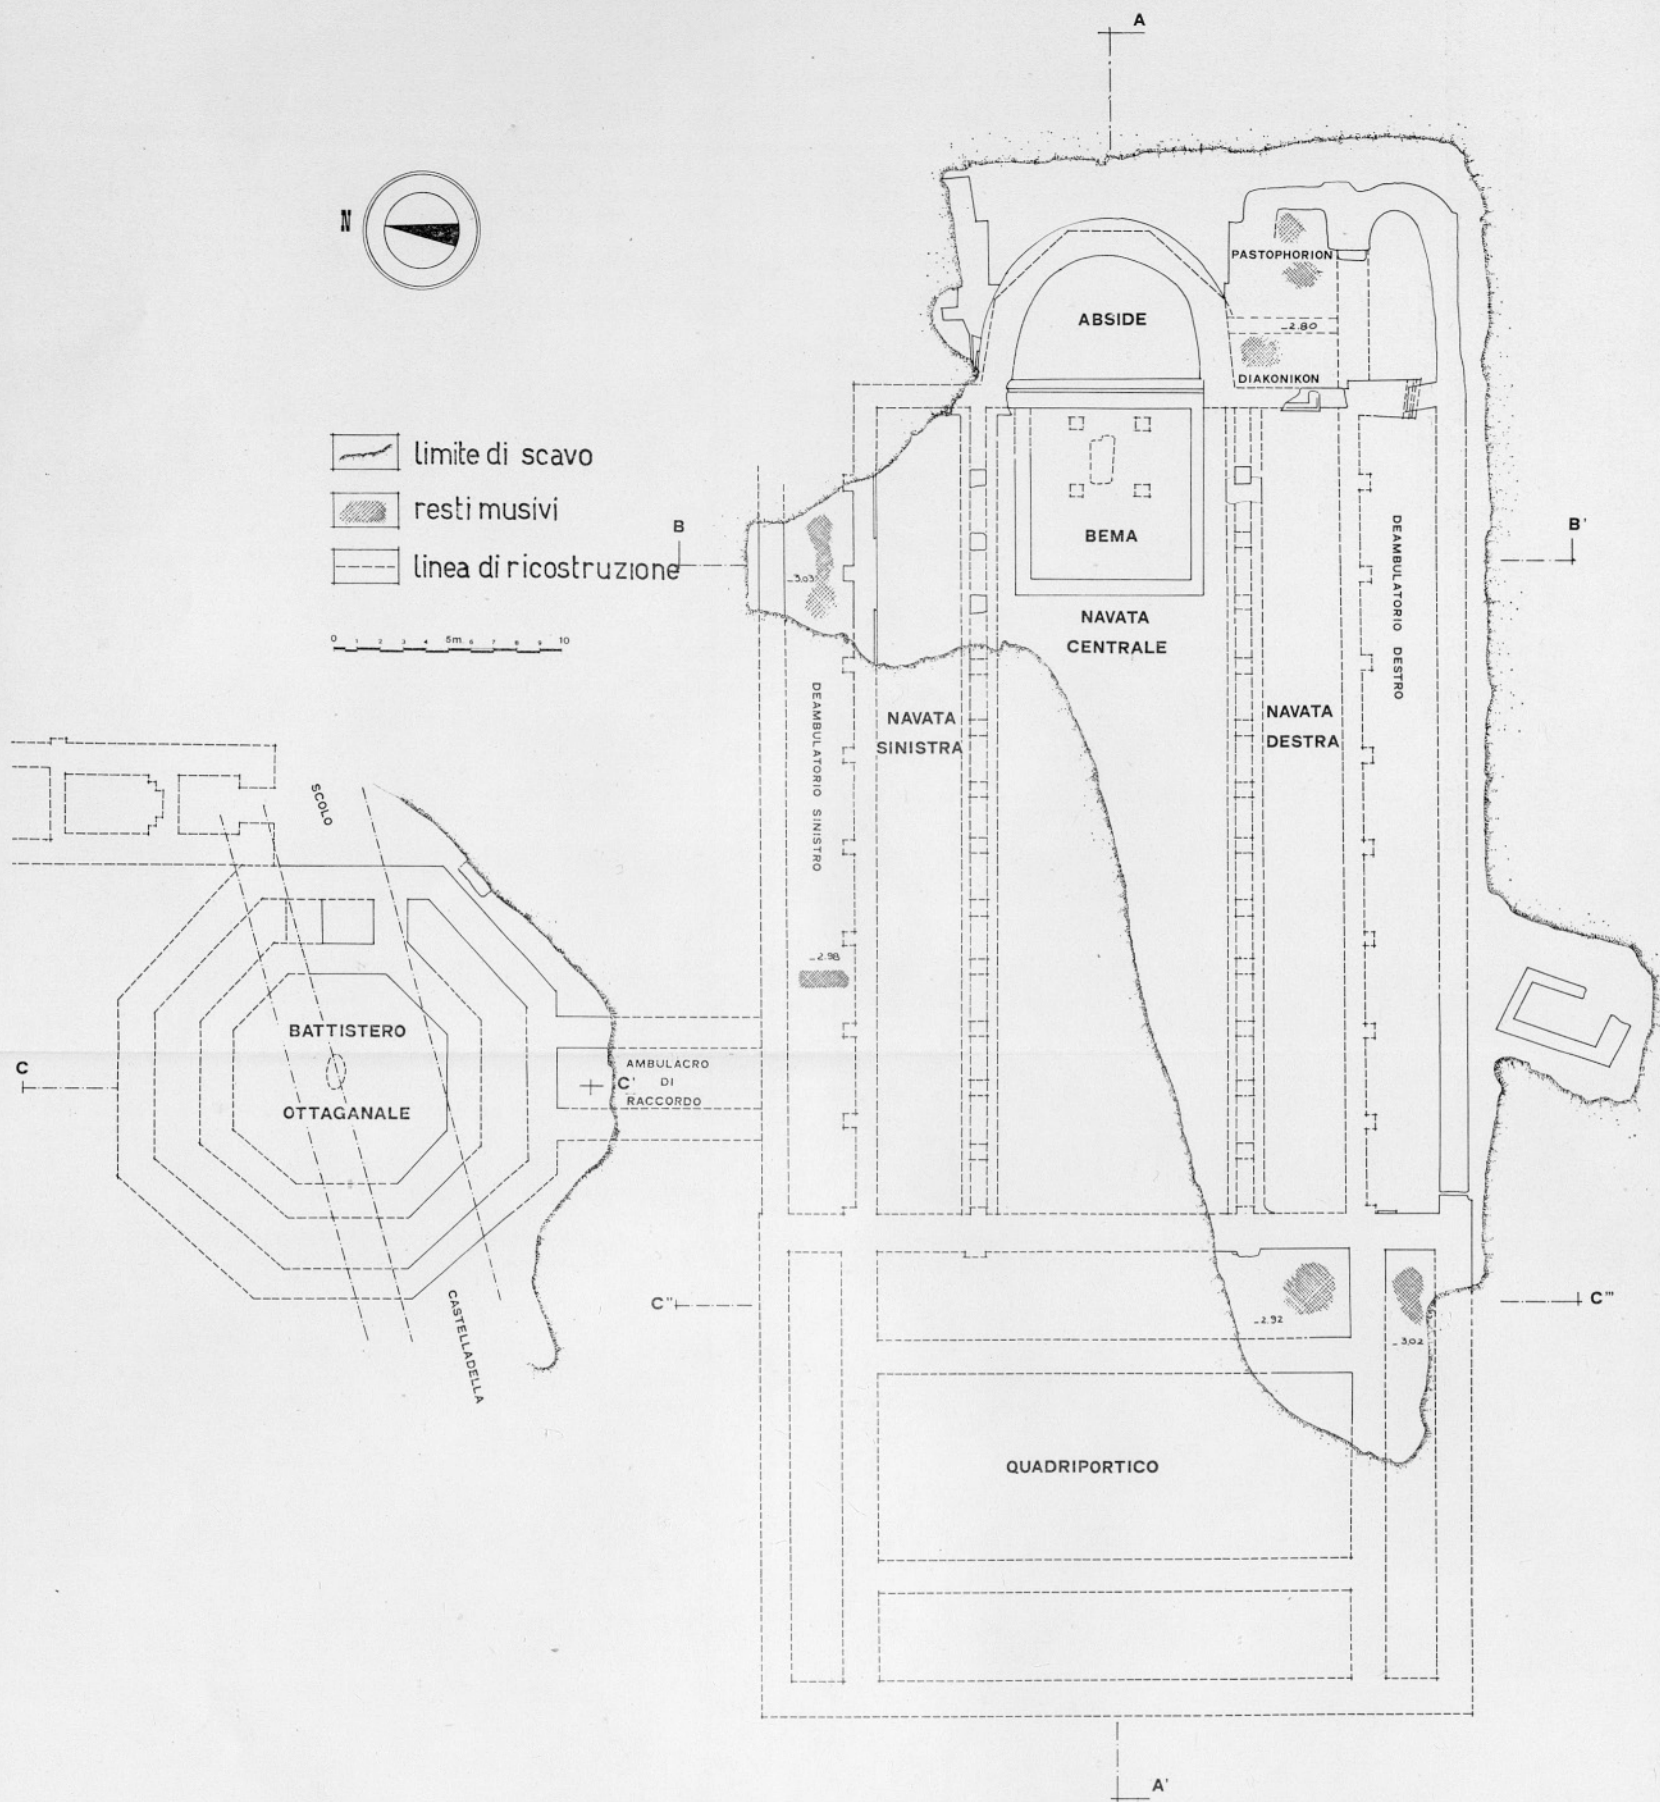 A
N
PASTOPHORION
ABSIDE
-2.80
DIAKONIKON
limite di scavo
resti musivi
linea di ricostruzione
0 1 2 3 4 5m. 6 7 8 9 10
B
B'
-3.03
BEMA
NAVATA
CENTRALE
DEAMBULATORIO DESTRO
DEAMBULATORIO SINISTRO
NAVATA
SINISTRA
NAVATA
DESTRA
SCOLO
-2.98
BATTISTERO
OTTAGANALE
C
C'
AMBULACRO
DI
RACCORDO
CASTELLADELLA
C''
C'''
-2.92
-3.02
QUADRIPORTICO
A'